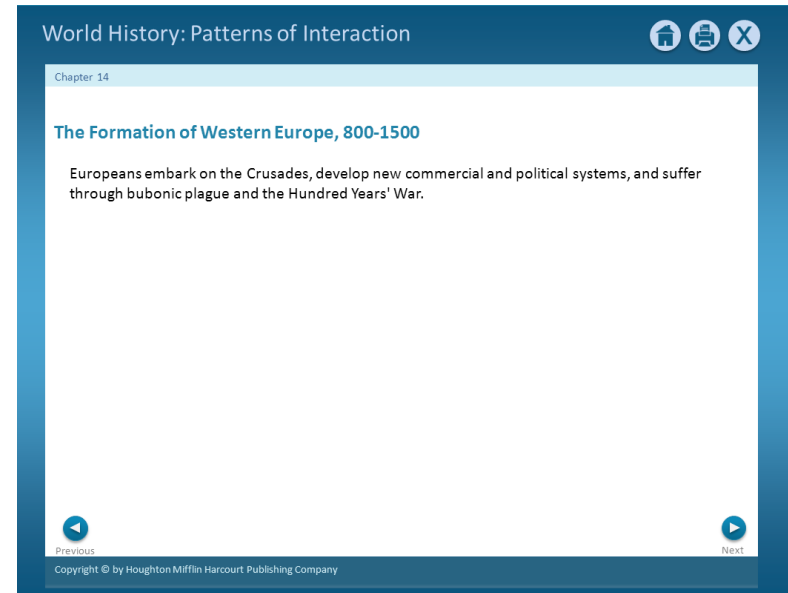 World History: Patterns of Interaction
X
Chapter 14
The Formation of Western Europe, 800-1500
Europeans embark on the Crusades, develop new commercial and political systems, and suffer
through bubonic plague and the Hundred Years' War.
Previous
Next
Copyright © by Houghton Mifflin Harcourt Publishing Company